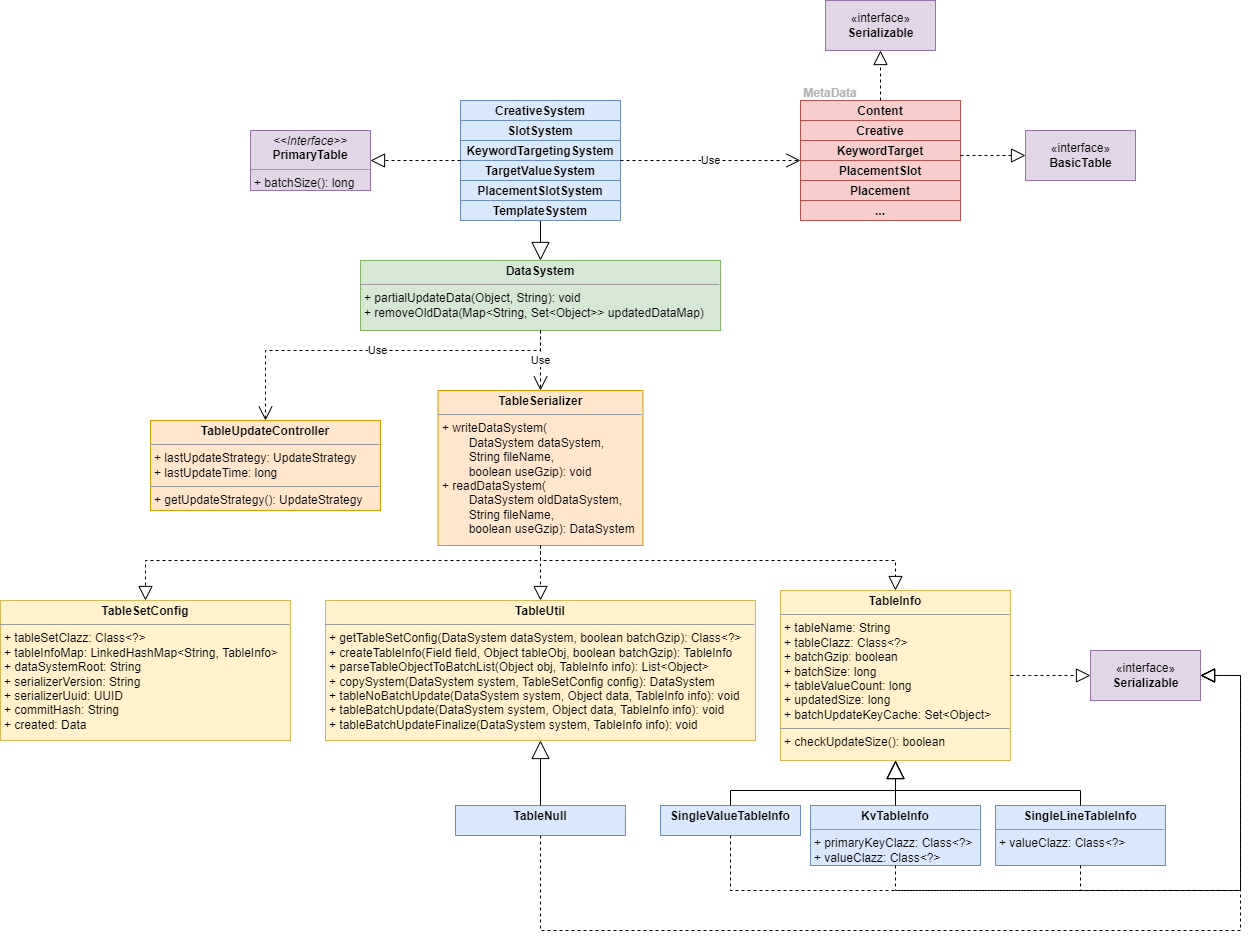 «interface»
Serializable
MetaData
CreativeSystem
SlotSystem
KeywordTargetingSystem
TargetValueSystem
PlacementSlotSystem
TemplateSystem
Content
Creative
KeywordTarget
PlacementSlot
Placement
...
<<Interface>>
PrimaryTable
+ batchSize(): long
Use
«interface»
BasicTable
DataSystem
+ partialUpdateData(Object, String): void
+ removeOldData(Map<String, Set<Object>> updatedDataMap)
Use
Use
TableUpdateController
+ lastUpdateStrategy: UpdateStrategy
+ lastUpdateTime: long
+ getUpdateStrategy(): UpdateStrategy
TableSerializer
+ writeDataSystem(
DataSystem dataSystem,
String fileName,
boolean useGzip): void
+ readDataSystem(
DataSystem oldDataSystem,
String fileName,
boolean useGzip): DataSystem
TableSetConfig
+ tableSetClazz: Class<?>
+ tableInfoMap: LinkedHashMap<String, TableInfo>
+ dataSystemRoot: String
+ serializerVersion: String
+ serializerUuid: UUID
+ commitHash: String
+ created: Data
TableUtil
+ getTableSetConfig(DataSystem dataSystem, boolean batchGzip): Class<?>
+ createTableInfo(Field field, Object tableObj, boolean batchGzip): TableInfo
+ parseTableObjectToBatchList(Object obj, TableInfo info): List<Object>
+ copySystem(DataSystem system, TableSetConfig config): DataSystem
+ tableNoBatchUpdate(DataSystem system, Object data, TableInfo info): void
+ tableBatchUpdate(DataSystem system, Object data, TableInfo info): void
+ tableBatchUpdateFinalize(DataSystem system, TableInfo info): void
TableInfo
+ tableName: String
+ tableClazz: Class<?>
+ batchGzip: boolean
+ batchSize: long
+ tableValueCount: long
+ updatedSize: long
+ batchUpdateKeyCache: Set<Object>
+ checkUpdateSize(): boolean
«interface»
Serializable
TableNull
SingleValueTableInfo
KvTableInfo
+ primaryKeyClazz: Class<?>
+ valueClazz: Class<?>
SingleLineTableInfo
+ valueClazz: Class<?>